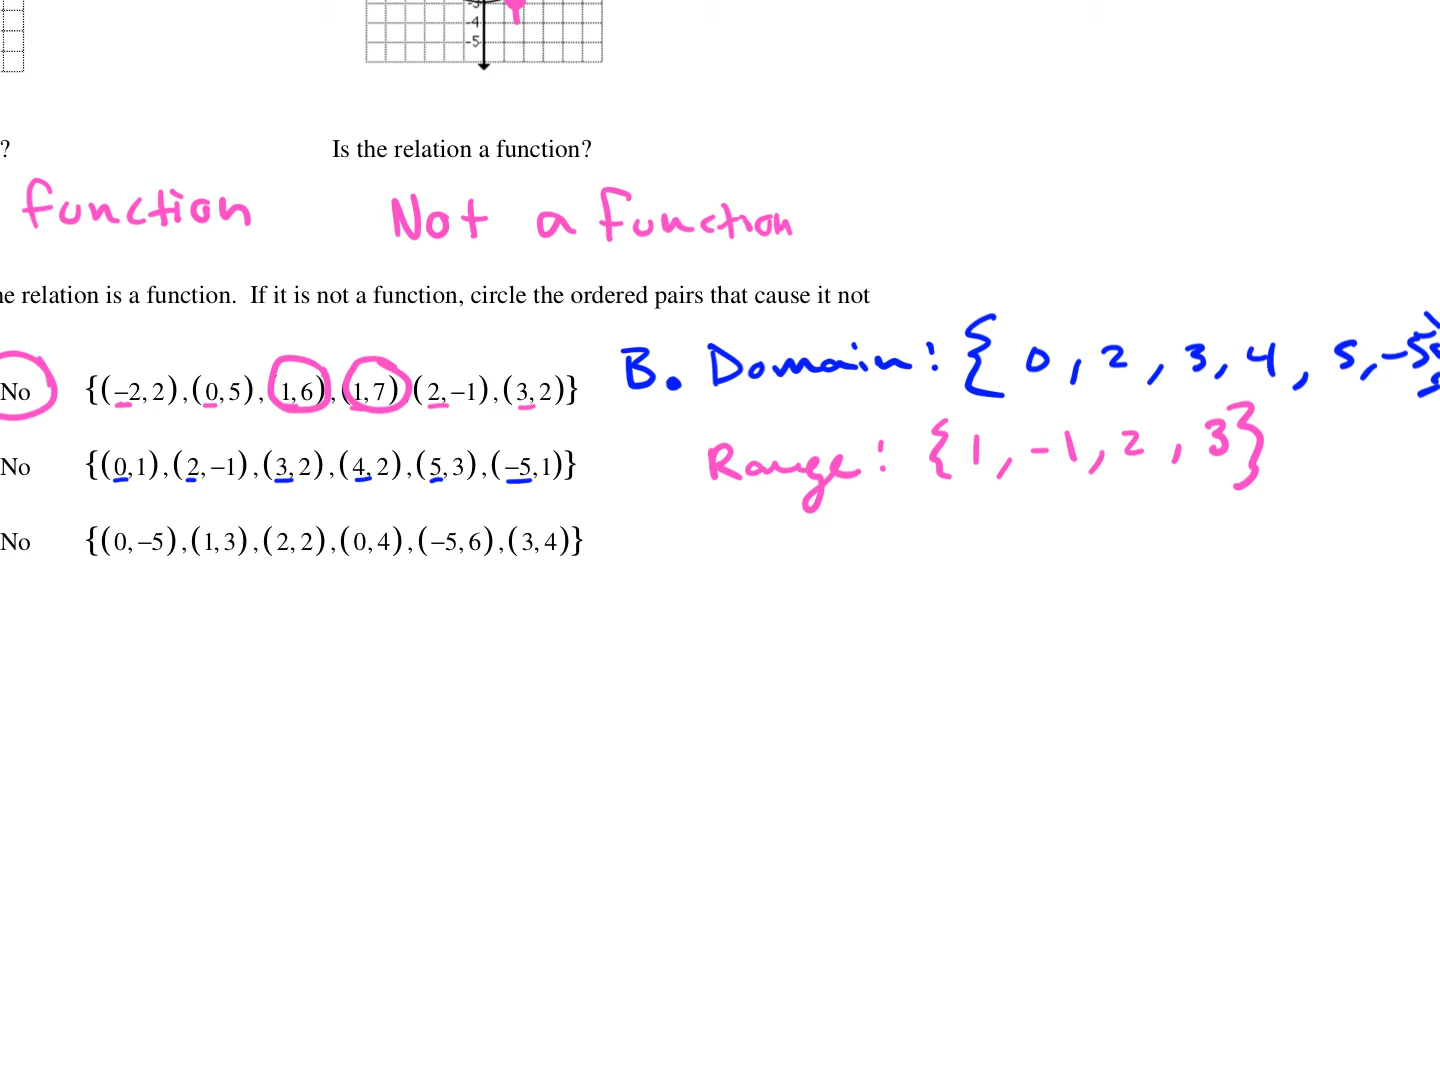 -4
-5
? Is the relation a function?
function Not a function
he relation is a function. If it is not a function, circle the ordered pairs that cause it not
No {(–2, 2), (0, 5), (1, 6), (1, 7) (2, –1), (3, 2)} B. Domain: { 0, 2, 3, 4, 5, -5}
No {(0, 1), (2, –1), (3, 2), (4, 2), (5, 3), (–5, 1)} Range: {1, -1, 2, 3}
No {(0, –5), (1, 3), (2, 2), (0, 4), (–5, 6), (3, 4)}